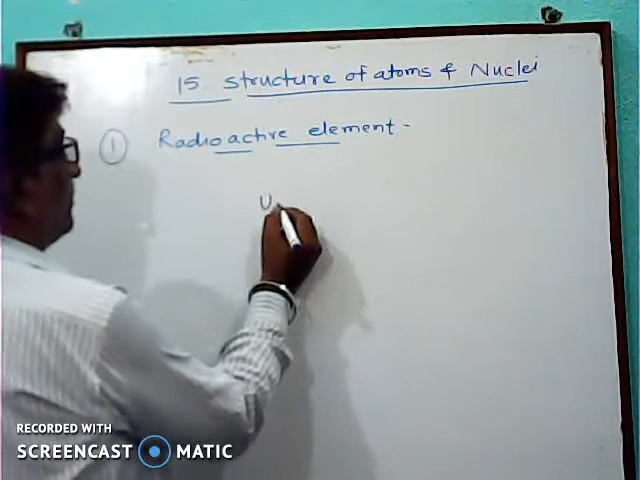 15. Structure of atoms & Nuclei
① Radioactive element -
U
RECORDED WITH
SCREENCAST MATIC